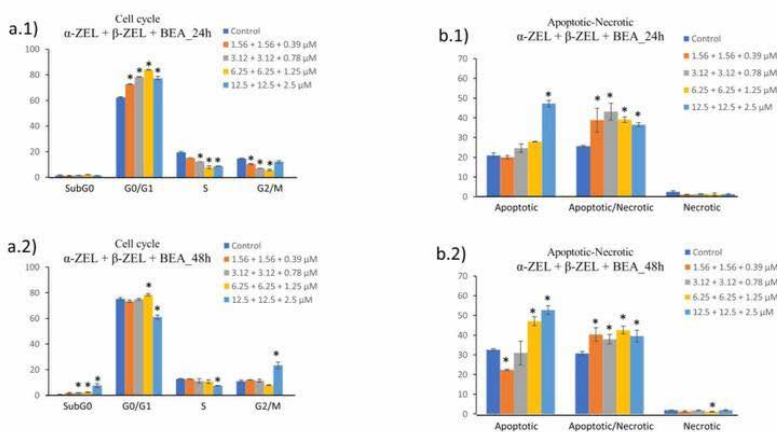 a.1)
Cell cycle
α-ZEL + β-ZEL + BEA_24h
Control
1.56 + 1.56 + 0.39 µM
3.12 + 3.12 + 0.78 µM
6.25 + 6.25 + 1.25 µM
12.5 + 12.5 + 2.5 µM
100
80
60
40
20
0
* * * *
* * *
* * *
SubG0 G0/G1 S G2/M
b.1)
Apoptotic-Necrotic
α-ZEL + β-ZEL + BEA_24h
Control
1.56 + 1.56 + 0.39 µM
3.12 + 3.12 + 0.78 µM
6.25 + 6.25 + 1.25 µM
12.5 + 12.5 + 2.5 µM
60
50
40
30
20
10
0
*
* * * *
Apoptotic Apoptotic/Necrotic Necrotic
a.2)
Cell cycle
α-ZEL + β-ZEL + BEA_48h
Control
1.56 + 1.56 + 0.39 µM
3.12 + 3.12 + 0.78 µM
6.25 + 6.25 + 1.25 µM
12.5 + 12.5 + 2.5 µM
100
80
60
40
20
0
* * *
* *
*
*
SubG0 G0/G1 S G2/M
b.2)
Apoptotic-Necrotic
α-ZEL + β-ZEL + BEA_48h
Control
1.56 + 1.56 + 0.39 µM
3.12 + 3.12 + 0.78 µM
6.25 + 6.25 + 1.25 µM
12.5 + 12.5 + 2.5 µM
70
60
50
40
30
20
10
0
* * *
* * * *
*
Apoptotic Apoptotic/Necrotic Necrotic